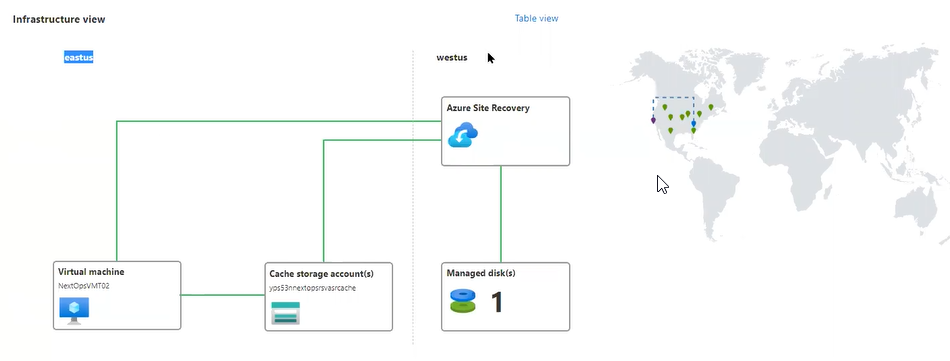 Infrastructure view
Table view
eastus
westus
Azure Site Recovery
Virtual machine
NextOpsVMT02
Cache storage account(s)
yps53nnextopsrsvasrcache
Managed disk(s)
1